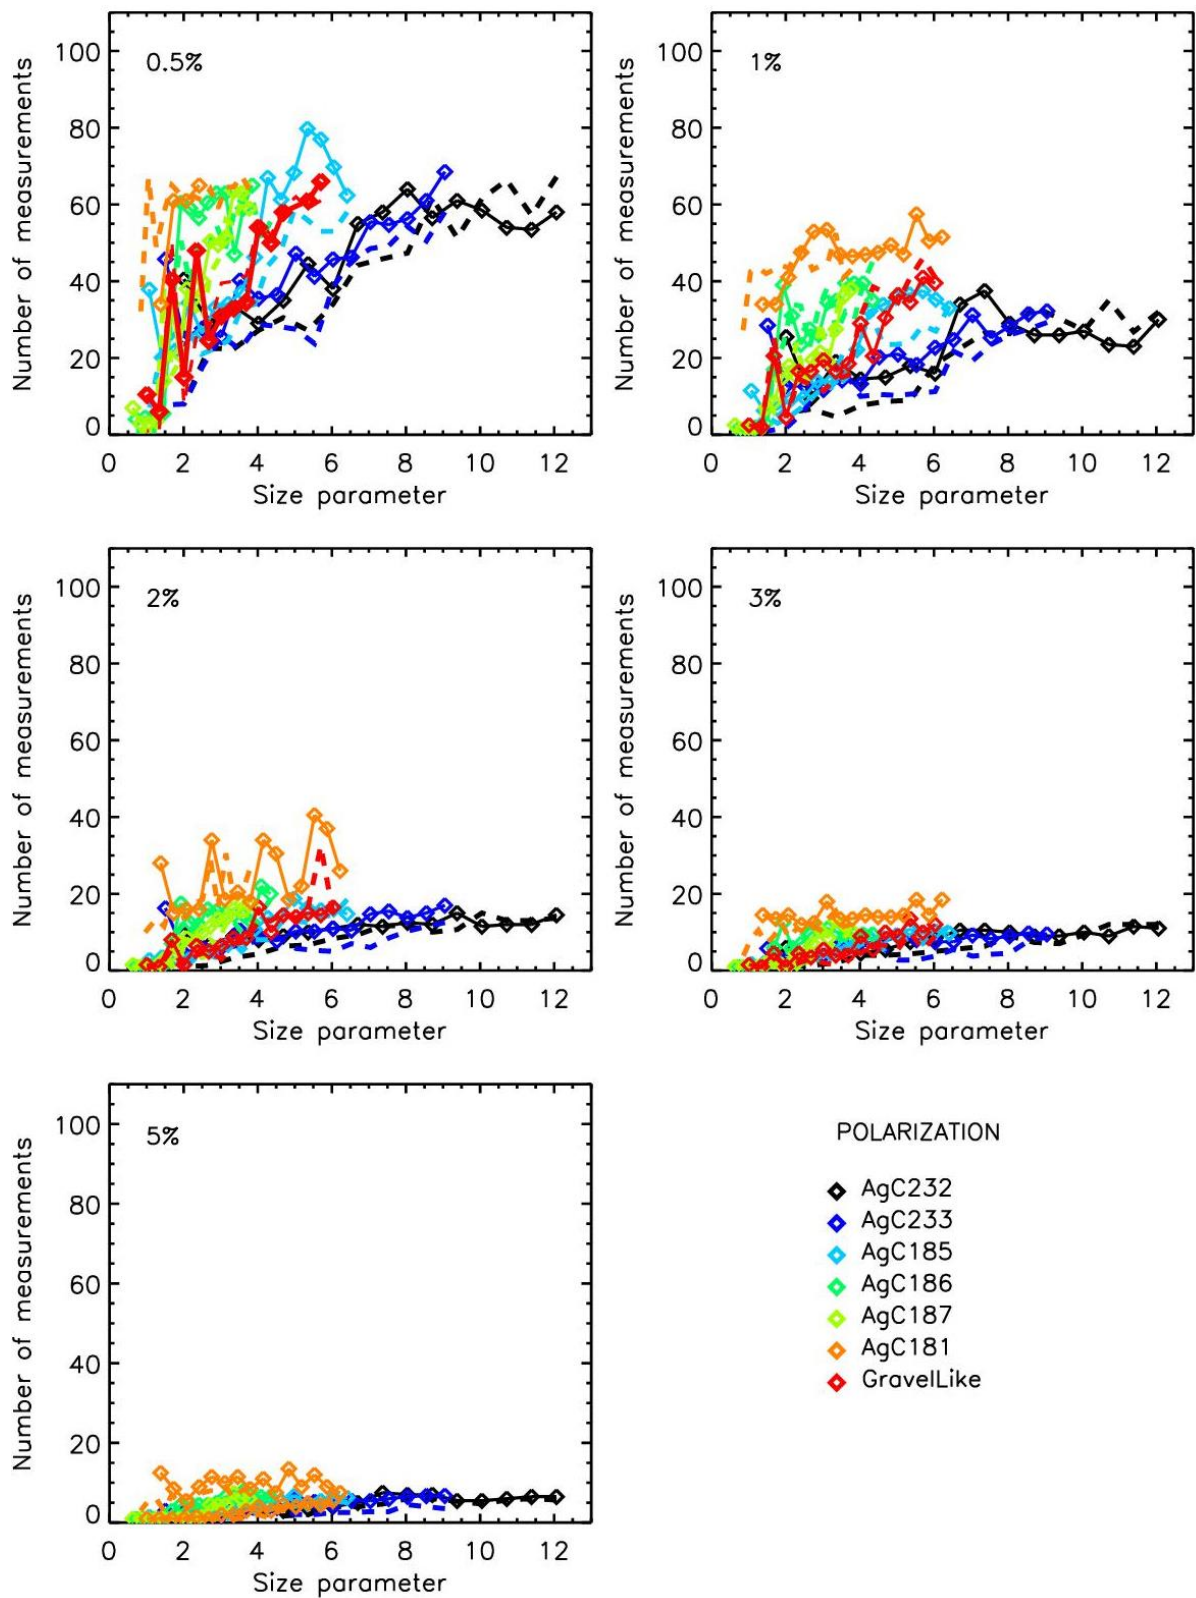 0.5%
Number of measurements
100
80
60
40
20
0
0 2 4 6 8 10 12
Size parameter
1%
Number of measurements
100
80
60
40
20
0
0 2 4 6 8 10 12
Size parameter
2%
Number of measurements
100
80
60
40
20
0
0 2 4 6 8 10 12
Size parameter
3%
Number of measurements
100
80
60
40
20
0
0 2 4 6 8 10 12
Size parameter
5%
Number of measurements
100
80
60
40
20
0
0 2 4 6 8 10 12
Size parameter
POLARIZATION
AgC232
AgC233
AgC185
AgC186
AgC187
AgC181
GravelLike